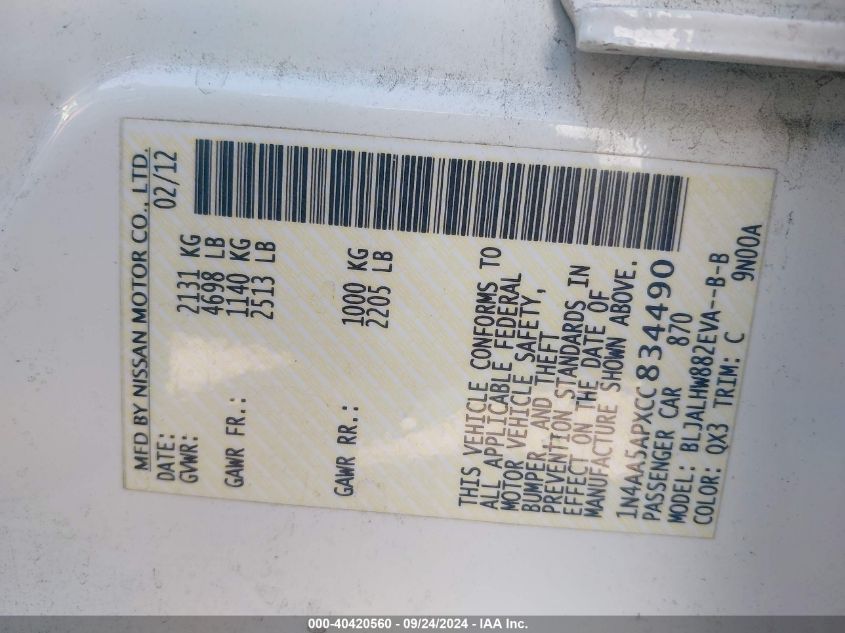 MFD BY NISSAN MOTOR CO., LTD.
DATE: 02/12
GVWR: 2131 KG
4698 LB
GAWR FR.: 1140 KG
2513 LB
GAWR RR.: 1000 KG
2205 LB
THIS VEHICLE CONFORMS TO
ALL APPLICABLE FEDERAL
MOTOR VEHICLE SAFETY,
BUMPER, AND THEFT
PREVENTION STANDARDS IN
EFFECT ON THE DATE OF
MANUFACTURE SHOWN ABOVE.
1N4AA5APXCC834490
PASSENGER CAR 870
MODEL: BLJALHW882EVA--B-B
COLOR: QX3 TRIM: C 9N00A
000-40420560 - 09/24/2024 - IAA Inc.